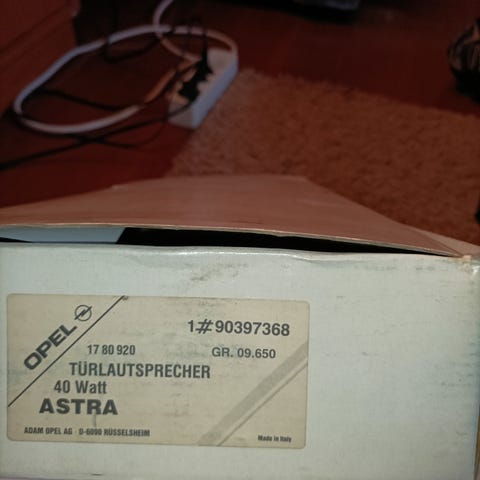 OPEL
1#90397368
17 80 920
GR. 09.650
TÜRLAUTSPRECHER
40 Watt
ASTRA
ADAM OPEL AG · D-6090 RÜSSELSHEIM
Made in Italy